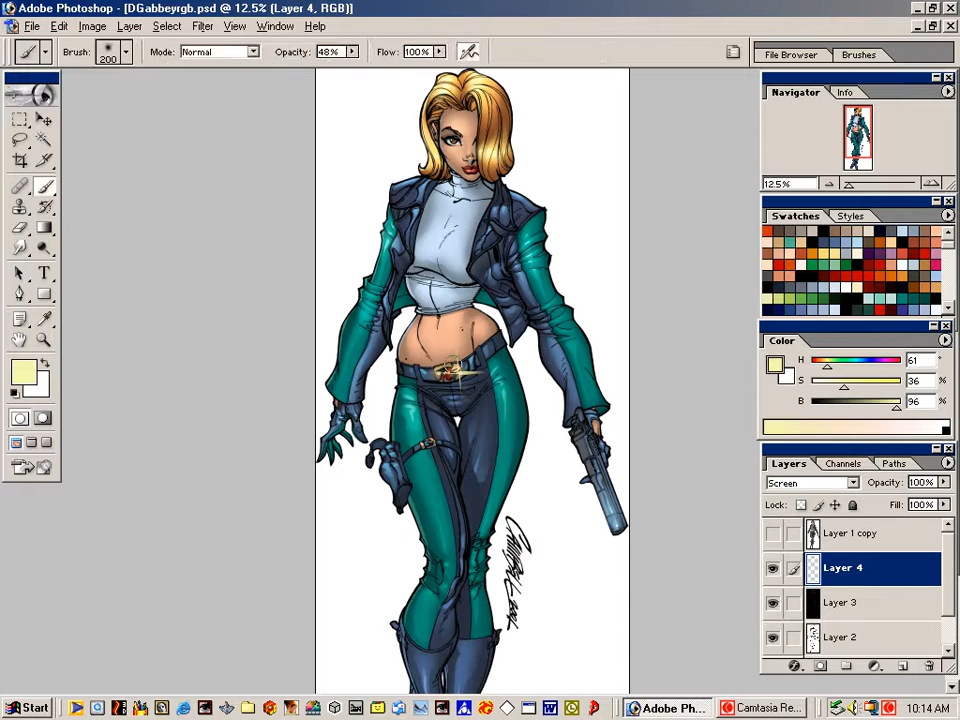 Adobe Photoshop - [DGabbeyrgb.psd @ 12.5% (Layer 4, RGB)]
File Edit Image Layer Select Filter View Window Help
Brush: 200 Mode: Normal Opacity: 48% Flow: 100% File Browser Brushes
Navigator Info
12.5%
Swatches Styles
Color
H 61 °
S 36 %
B 96 %
Layers Channels Paths
Screen Opacity: 100%
Lock: Fill: 100%
Layer 1 copy
Layer 4
Layer 3
Layer 2
Start Adobe Pho... Camtasia Re... 10:14 AM